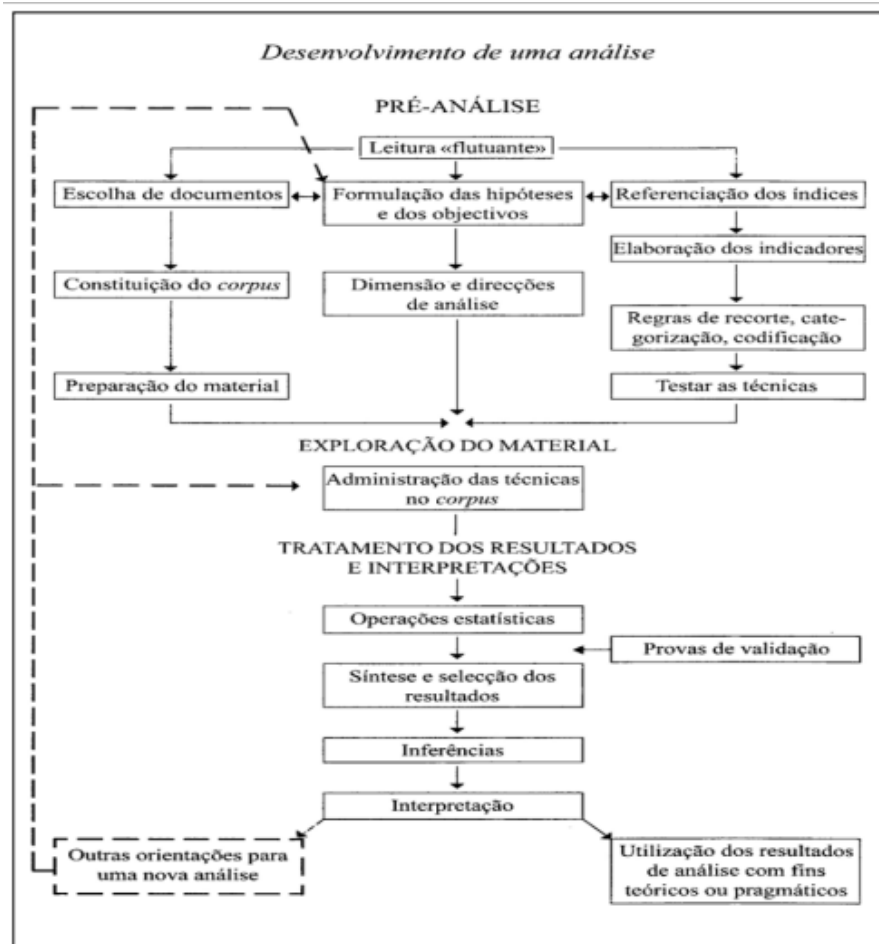 Desenvolvimento de uma análise
PRÉ-ANÁLISE
Leitura «flutuante»
Escolha de documentos
Formulação das hipóteses
e dos objectivos
Referenciação dos índices
Elaboração dos indicadores
Constituição do corpus
Dimensão e direcções
de análise
Regras de recorte, cate-
gorização, codificação
Preparação do material
Testar as técnicas
EXPLORAÇÃO DO MATERIAL
Administração das técnicas
no corpus
TRATAMENTO DOS RESULTADOS
E INTERPRETAÇÕES
Operações estatísticas
Provas de validação
Síntese e selecção dos
resultados
Inferências
Interpretação
Outras orientações para
uma nova análise
Utilização dos resultados
de análise com fins
teóricos ou pragmáticos